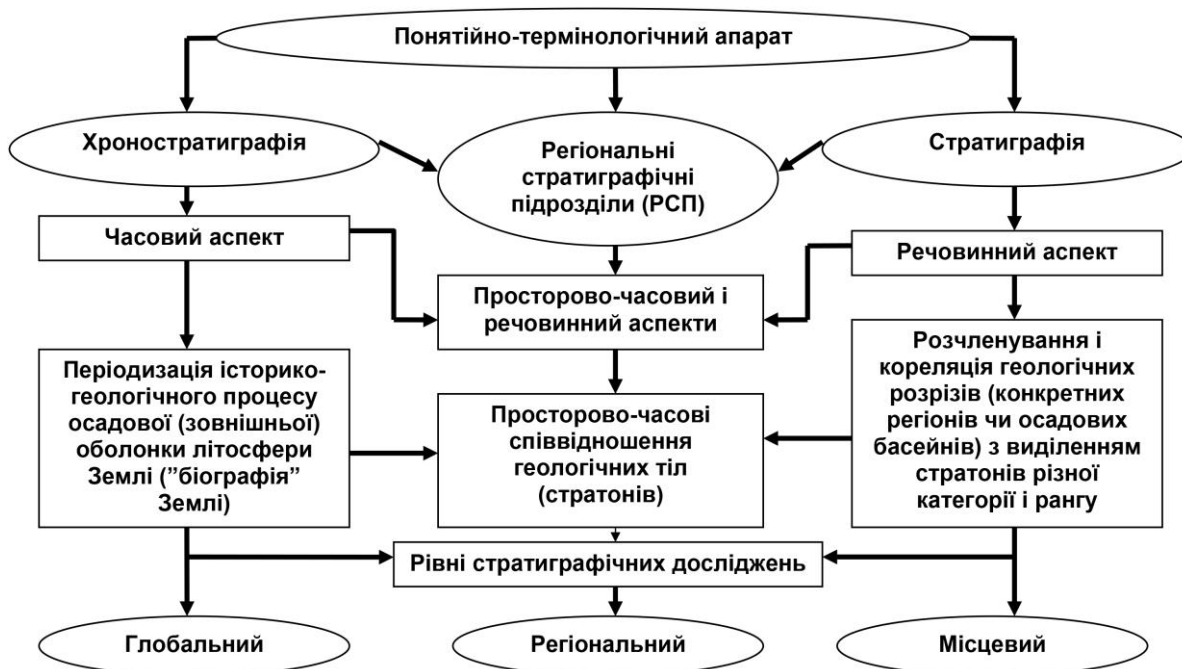 Понятійно-термінологічний апарат
Хроностратиграфія
Регіональні
стратиграфічні
підрозділи (РСП)
Стратиграфія
Часовий аспект
Речовинний аспект
Просторово-часовий і
речовинний аспекти
Періодизація історико-
геологічного процесу
осадової (зовнішньої)
оболонки літосфери
Землі (”біографія”
Землі)
Просторово-часові
співвідношення
геологічних тіл
(стратонів)
Розчленування і
кореляція геологічних
розрізів (конкретних
регіонів чи осадових
басейнів) з виділенням
стратонів різної
категорії і рангу
Рівні стратиграфічних досліджень
Глобальний
Регіональний
Місцевий